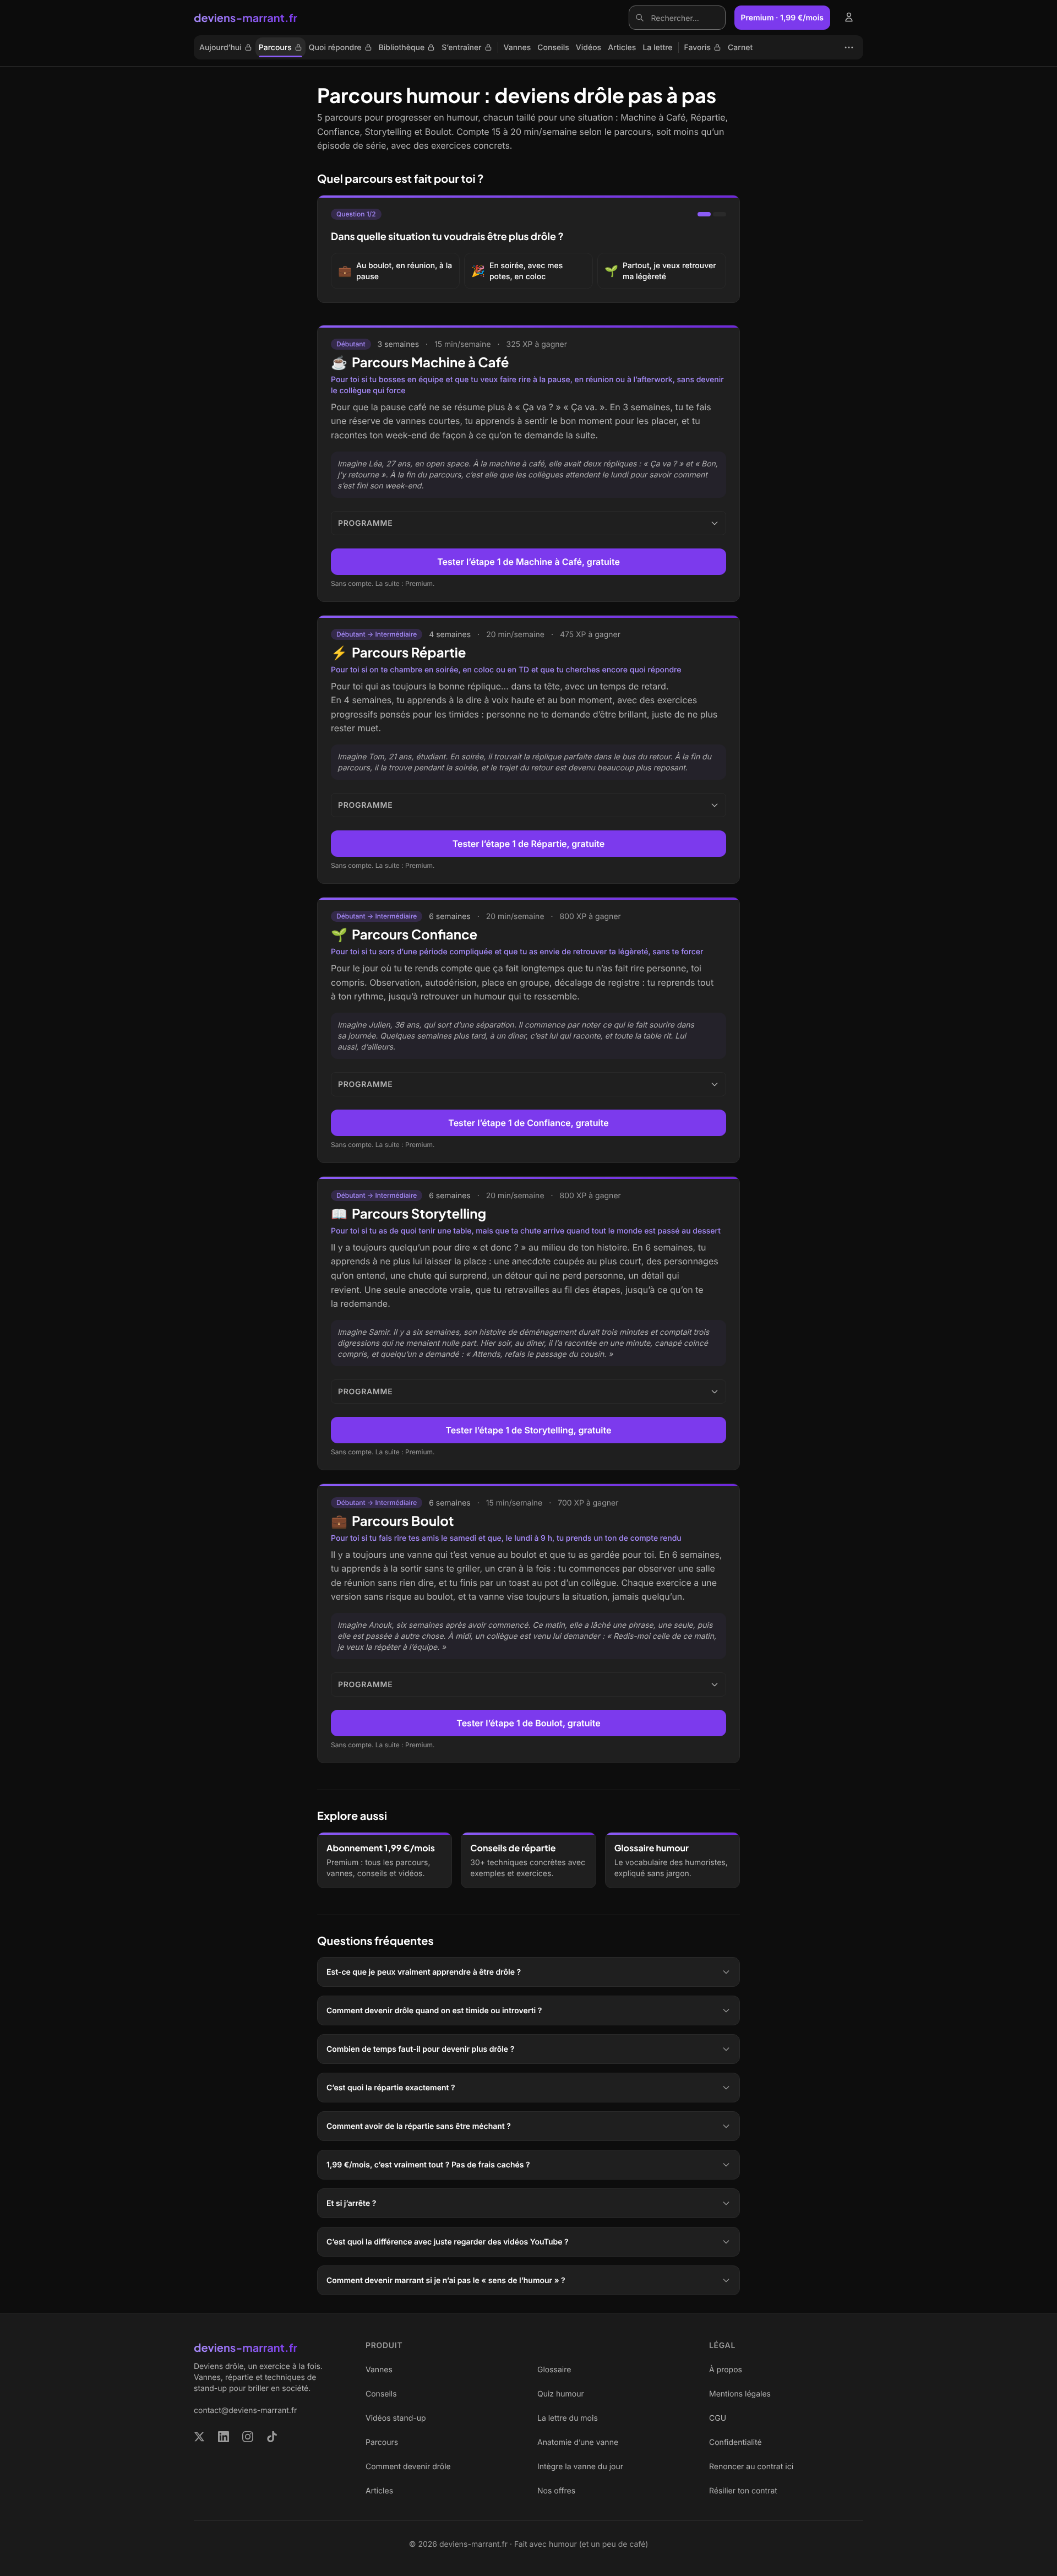 deviens-marrant.fr
Rechercher...
Premium · 1,99 €/mois
Aujourd'hui
Parcours
Quoi répondre
Bibliothèque
S'entraîner
Vannes
Conseils
Vidéos
Articles
La lettre
Favoris
Carnet
Parcours humour : deviens drôle pas à pas
5 parcours pour progresser en humour, chacun taillé pour une situation : Machine à Café, Répartie,
Confiance, Storytelling et Boulot. Compte 15 à 20 min/semaine selon le parcours, soit moins qu'un
épisode de série, avec des exercices concrets.
Quel parcours est fait pour toi ?
Question 1/2
Dans quelle situation tu voudrais être plus drôle ?
Au boulot, en réunion, à la
pause
En soirée, avec mes
potes, en coloc
Partout, je veux retrouver
ma légèreté
Débutant 3 semaines · 15 min/semaine · 325 XP à gagner
Parcours Machine à Café
Pour toi si tu bosses en équipe et que tu veux faire rire à la pause, en réunion ou à l'afterwork, sans devenir
le collègue qui force
Pour que la pause café ne se résume plus à « Ça va ? » « Ça va. ». En 3 semaines, tu te fais
une réserve de vannes courtes, tu apprends à sentir le bon moment pour les placer, et tu
racontes ton week-end de façon à ce qu'on te demande la suite.
Imagine Léa, 27 ans, en open space. À la machine à café, elle avait deux répliques : « Ça va ? » et « Bon,
j'y retourne ». À la fin du parcours, c'est elle que les collègues attendent le lundi pour savoir comment
s'est fini son week-end.
PROGRAMME
Tester l'étape 1 de Machine à Café, gratuite
Sans compte. La suite : Premium.
Débutant → Intermédiaire 4 semaines · 20 min/semaine · 475 XP à gagner
Parcours Répartie
Pour toi si on te chambre en soirée, en coloc ou en TD et que tu cherches encore quoi répondre
Pour toi qui as toujours la bonne réplique… dans ta tête, avec un temps de retard.
En 4 semaines, tu apprends à la dire à voix haute et au bon moment, avec des exercices
progressifs pensés pour les timides : personne ne te demande d'être brillant, juste de ne plus
rester muet.
Imagine Tom, 21 ans, étudiant. En soirée, il trouvait la réplique parfaite dans le bus du retour. À la fin du
parcours, il la trouve pendant la soirée, et le trajet du retour est devenu beaucoup plus reposant.
PROGRAMME
Tester l'étape 1 de Répartie, gratuite
Sans compte. La suite : Premium.
Débutant → Intermédiaire 6 semaines · 20 min/semaine · 800 XP à gagner
Parcours Confiance
Pour toi si tu sors d'une période compliquée et que tu as envie de retrouver ta légèreté, sans te forcer
Pour le jour où tu te rends compte que ça fait longtemps que tu n'as fait rire personne, toi
compris. Observation, autodérision, place en groupe, décalage de registre : tu reprends tout
à ton rythme, jusqu'à retrouver un humour qui te ressemble.
Imagine Julien, 36 ans, qui sort d'une séparation. Il commence par noter ce qui le fait sourire dans
sa journée. Quelques semaines plus tard, à un dîner, c'est lui qui raconte, et toute la table rit. Lui
aussi, d'ailleurs.
PROGRAMME
Tester l'étape 1 de Confiance, gratuite
Sans compte. La suite : Premium.
Débutant → Intermédiaire 6 semaines · 20 min/semaine · 800 XP à gagner
Parcours Storytelling
Pour toi si tu as de quoi tenir une table, mais que ta chute arrive quand tout le monde est passé au dessert
Il y a toujours quelqu'un pour dire « et donc ? » au milieu de ton histoire. En 6 semaines, tu
apprends à ne plus lui laisser la place : une anecdote coupée au plus court, des personnages
qu'on entend, une chute qui surprend, un détour qui ne perd personne, un détail qui
revient. Une seule anecdote vraie, que tu retravailles au fil des étapes, jusqu'à ce qu'on te
la redemande.
Imagine Samir. Il y a six semaines, son histoire de déménagement durait trois minutes et comptait trois
digressions qui ne menaient nulle part. Hier soir, au dîner, il l'a racontée en une minute, canapé coincé
compris, et quelqu'un a demandé : « Attends, refais le passage du cousin. »
PROGRAMME
Tester l'étape 1 de Storytelling, gratuite
Sans compte. La suite : Premium.
Débutant → Intermédiaire 6 semaines · 15 min/semaine · 700 XP à gagner
Parcours Boulot
Pour toi si tu fais rire tes amis le samedi et que, le lundi à 9 h, tu prends un ton de compte rendu
Il y a toujours une vanne qui t'est venue au boulot et que tu as gardée pour toi. En 6 semaines,
tu apprends à la sortir sans te griller, un cran à la fois : tu commences par observer une salle
de réunion sans rien dire, et tu finis par un toast au pot d'un collègue. Chaque exercice a une
version sans risque au boulot, et ta vanne vise toujours la situation, jamais quelqu'un.
Imagine Anouk, six semaines après avoir commencé. Ce matin, elle a lâché une phrase, une seule, puis
elle est passée à autre chose. À midi, un collègue est venu lui demander : « Redis-moi celle de ce matin,
je veux la répéter à l'équipe. »
PROGRAMME
Tester l'étape 1 de Boulot, gratuite
Sans compte. La suite : Premium.
Explore aussi
Abonnement 1,99 €/mois
Premium : tous les parcours,
vannes, conseils et vidéos.
Conseils de répartie
30+ techniques concrètes avec
exemples et exercices.
Glossaire humour
Le vocabulaire des humoristes,
expliqué sans jargon.
Questions fréquentes
Est-ce que je peux vraiment apprendre à être drôle ?
Comment devenir drôle quand on est timide ou introverti ?
Combien de temps faut-il pour devenir plus drôle ?
C'est quoi la répartie exactement ?
Comment avoir de la répartie sans être méchant ?
1,99 €/mois, c'est vraiment tout ? Pas de frais cachés ?
Et si j'arrête ?
C'est quoi la différence avec juste regarder des vidéos YouTube ?
Comment devenir marrant si je n'ai pas le « sens de l'humour » ?
deviens-marrant.fr
Deviens drôle, un exercice à la fois.
Vannes, répartie et techniques de
stand-up pour briller en société.
contact@deviens-marrant.fr
PRODUIT
Vannes
Conseils
Vidéos stand-up
Parcours
Comment devenir drôle
Articles
Glossaire
Quiz humour
La lettre du mois
Anatomie d'une vanne
Intègre la vanne du jour
Nos offres
LÉGAL
À propos
Mentions légales
CGU
Confidentialité
Renoncer au contrat ici
Résilier ton contrat
© 2026 deviens-marrant.fr · Fait avec humour (et un peu de café)